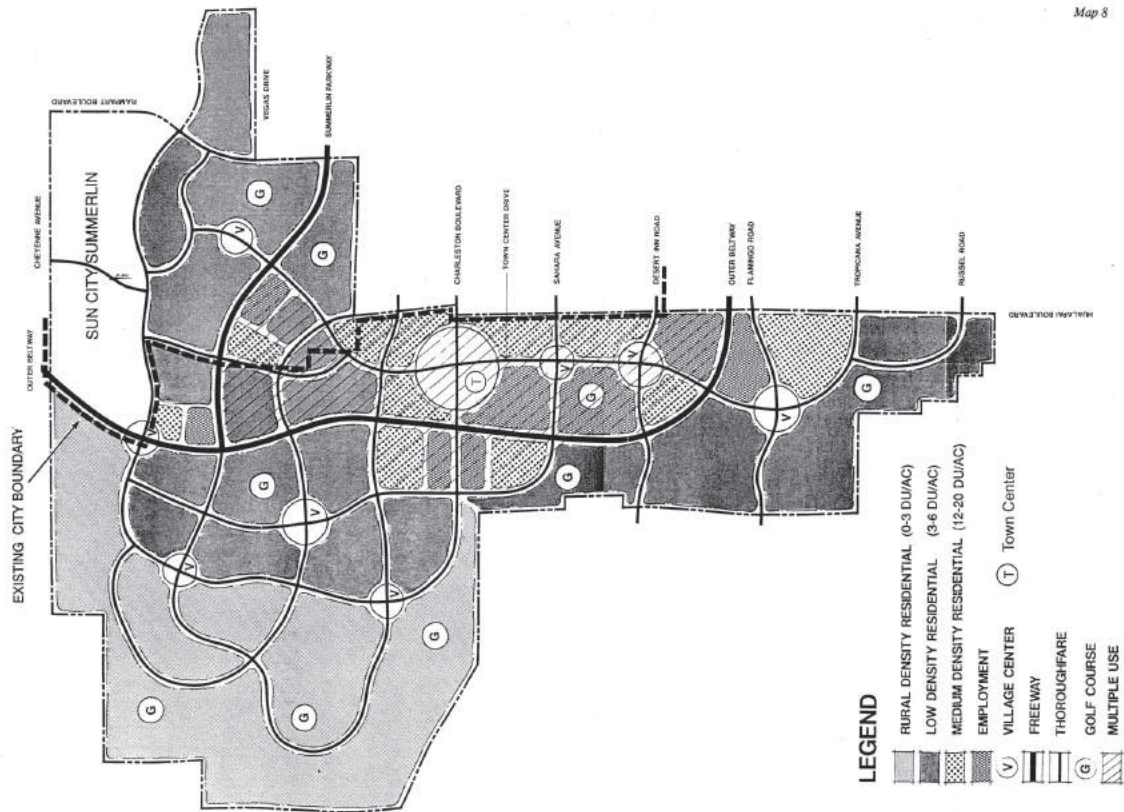 Map 8
RAMPART BOULEVARD
VEGAS DRIVE
SUMMERLIN PARKWAY
CHEYENNE AVENUE
SUN CITY SUMMERLIN
OUTER BELTWAY
EXISTING CITY BOUNDARY
CHARLESTON BOULEVARD
TOWN CENTER DRIVE
SAHARA AVENUE
DESERT INN ROAD
OUTER BELTWAY
FLAMINGO ROAD
TROPICANA AVENUE
RUSSEL ROAD
HUALAPAI BOULEVARD
G
V
G
T
V
G
V
V
G
V
G
V
G
V
V
G
G
G
G
LEGEND
RURAL DENSITY RESIDENTIAL (0-3 DU/AC)
LOW DENSITY RESIDENTIAL (3-6 DU/AC)
MEDIUM DENSITY RESIDENTIAL (12-20 DU/AC)
EMPLOYMENT
V VILLAGE CENTER
T Town Center
FREEWAY
THOROUGHFARE
G GOLF COURSE
MULTIPLE USE